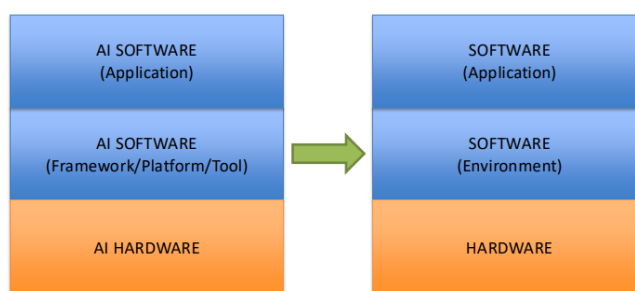 AI SOFTWARE
(Application)
AI SOFTWARE
(Framework/Platform/Tool)
AI HARDWARE
SOFTWARE
(Application)
SOFTWARE
(Environment)
HARDWARE